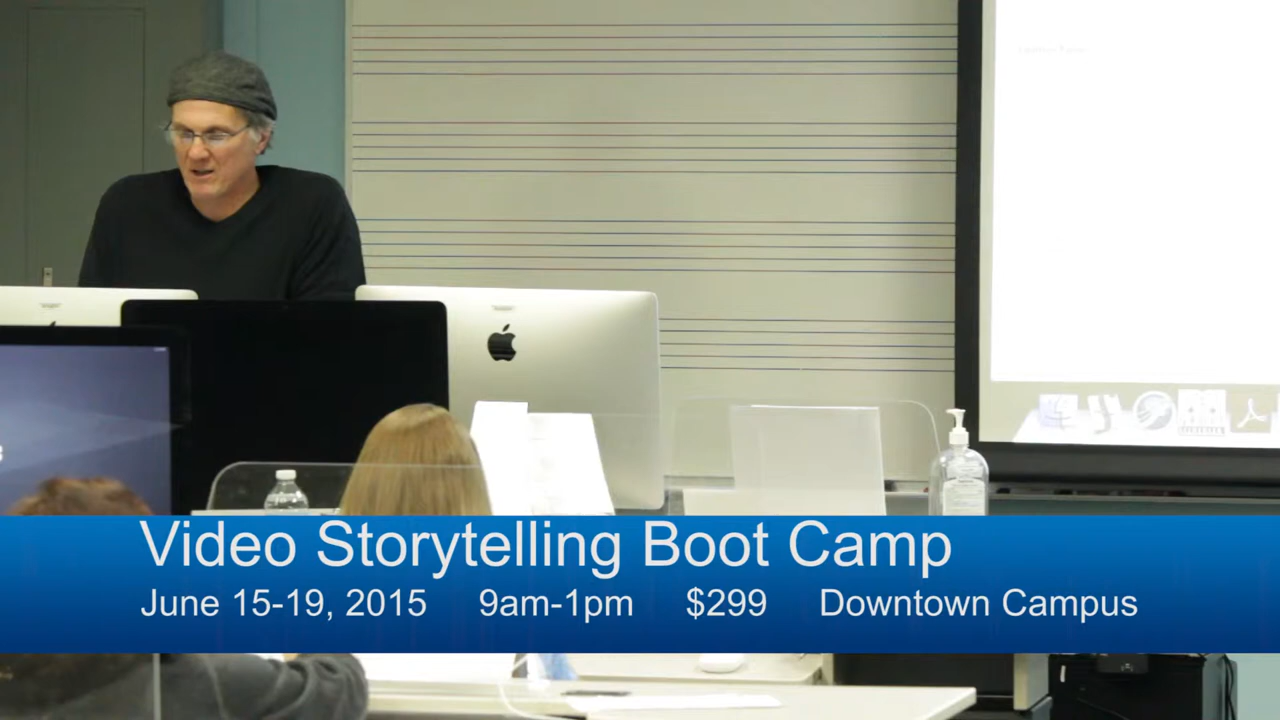 Video Storytelling Boot Camp
June 15-19, 2015 9am-1pm $299 Downtown Campus